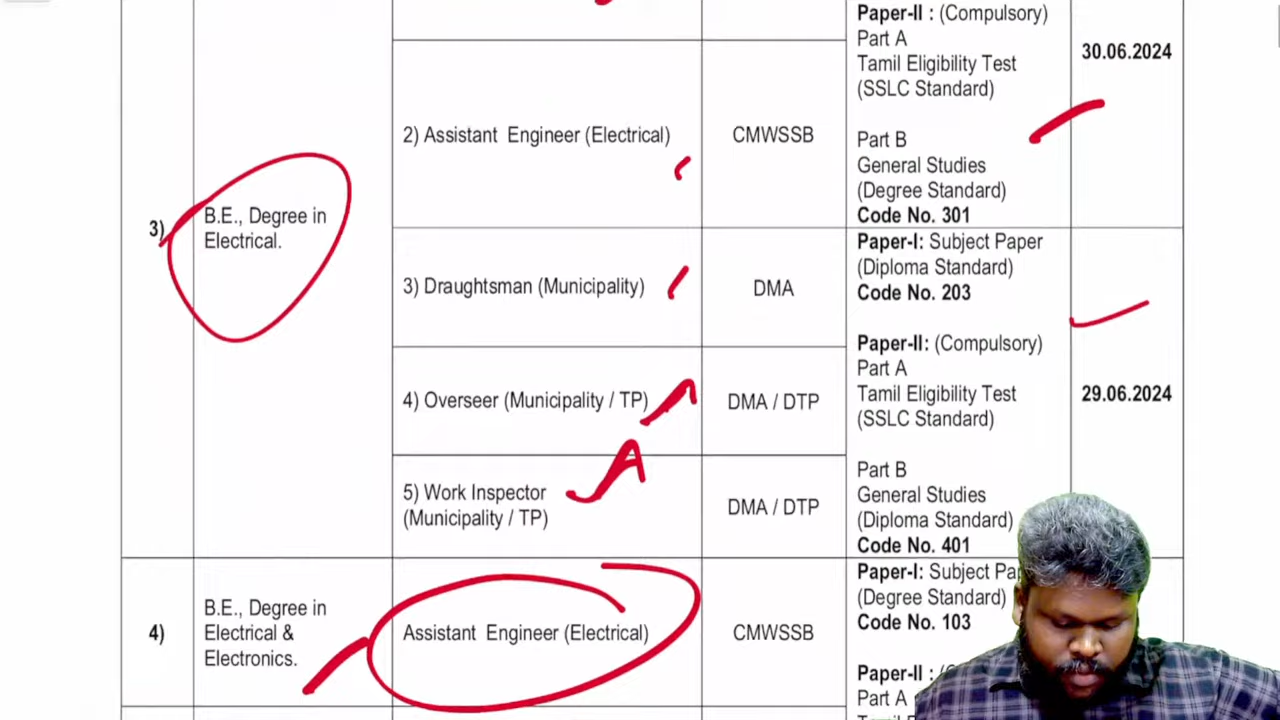 Paper-II : (Compulsory)
Part A
Tamil Eligibility Test
(SSLC Standard)
30.06.2024
2) Assistant Engineer (Electrical)
CMWSSB
Part B
General Studies
(Degree Standard)
Code No. 301
3)
B.E., Degree in
Electrical.
3) Draughtsman (Municipality)
DMA
Paper-I: Subject Paper
(Diploma Standard)
Code No. 203
Paper-II: (Compulsory)
Part A
Tamil Eligibility Test
(SSLC Standard)
29.06.2024
4) Overseer (Municipality / TP)
DMA / DTP
5) Work Inspector
(Municipality / TP)
DMA / DTP
Part B
General Studies
(Diploma Standard)
Code No. 401
4)
B.E., Degree in
Electrical &
Electronics.
Assistant Engineer (Electrical)
CMWSSB
Paper-I: Subject
(Degree Standard)
Code No. 103
Paper-II :
Part A